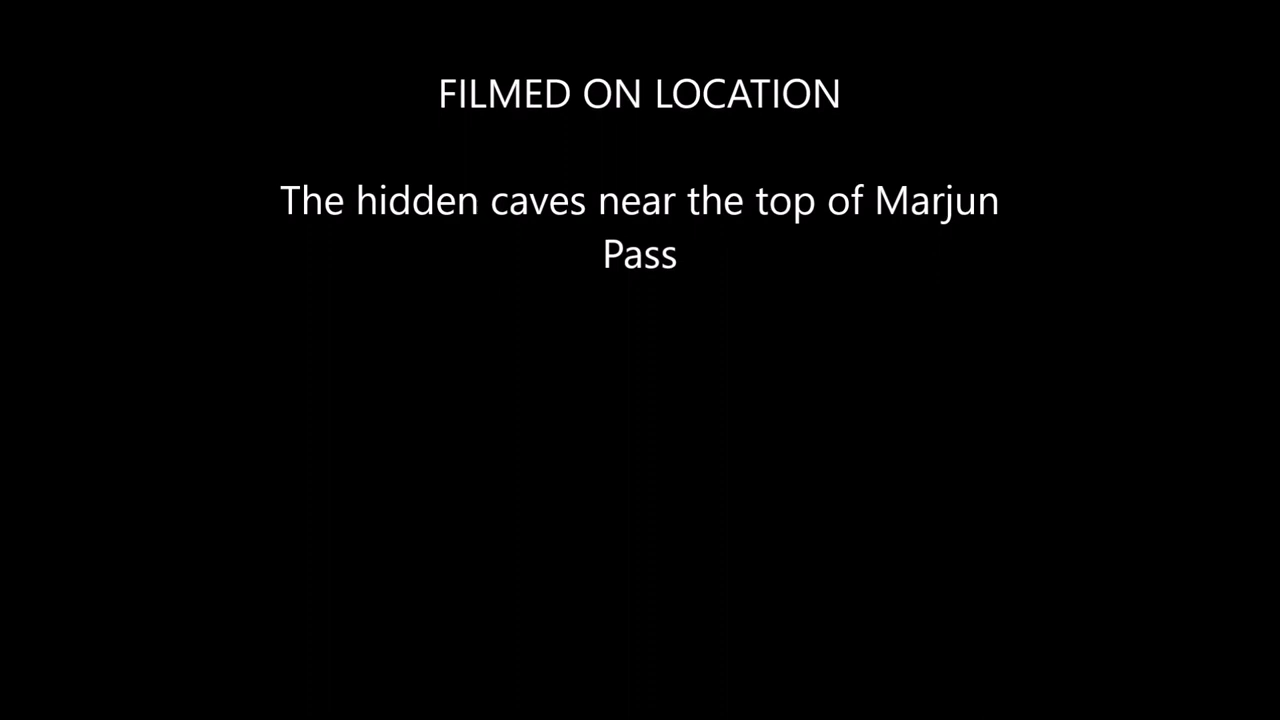 FILMED ON LOCATION
The hidden caves near the top of Marjun
Pass